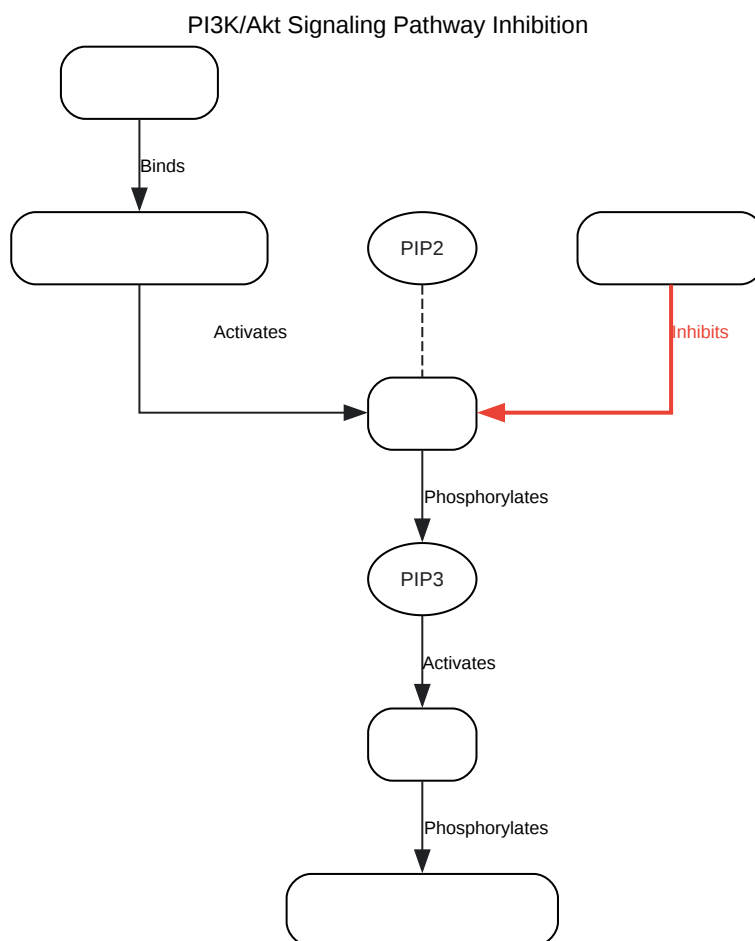 PI3K/Akt Signaling Pathway Inhibition
Binds
PIP2
Activates
Inhibits
Phosphorylates
PIP3
Activates
Phosphorylates